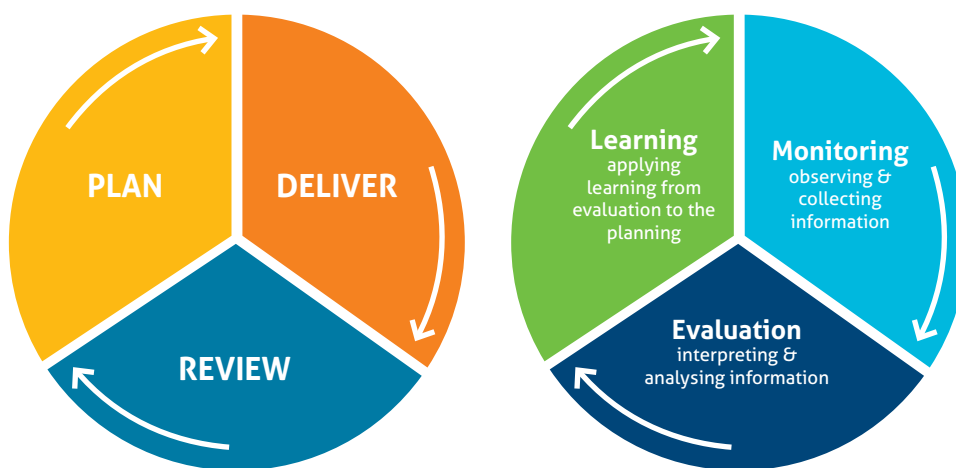 PLAN
DELIVER
REVIEW
Learning
applying
learning from
evaluation to the
planning
Monitoring
observing &
collecting
information
Evaluation
interpreting &
analysing information